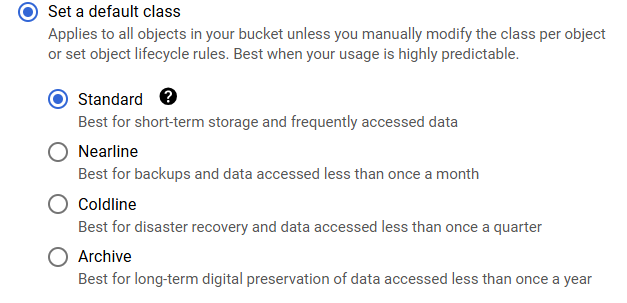 Set a default class
Applies to all objects in your bucket unless you manually modify the class per object
or set object lifecycle rules. Best when your usage is highly predictable.
Standard ?
Best for short-term storage and frequently accessed data
Nearline
Best for backups and data accessed less than once a month
Coldline
Best for disaster recovery and data accessed less than once a quarter
Archive
Best for long-term digital preservation of data accessed less than once a year